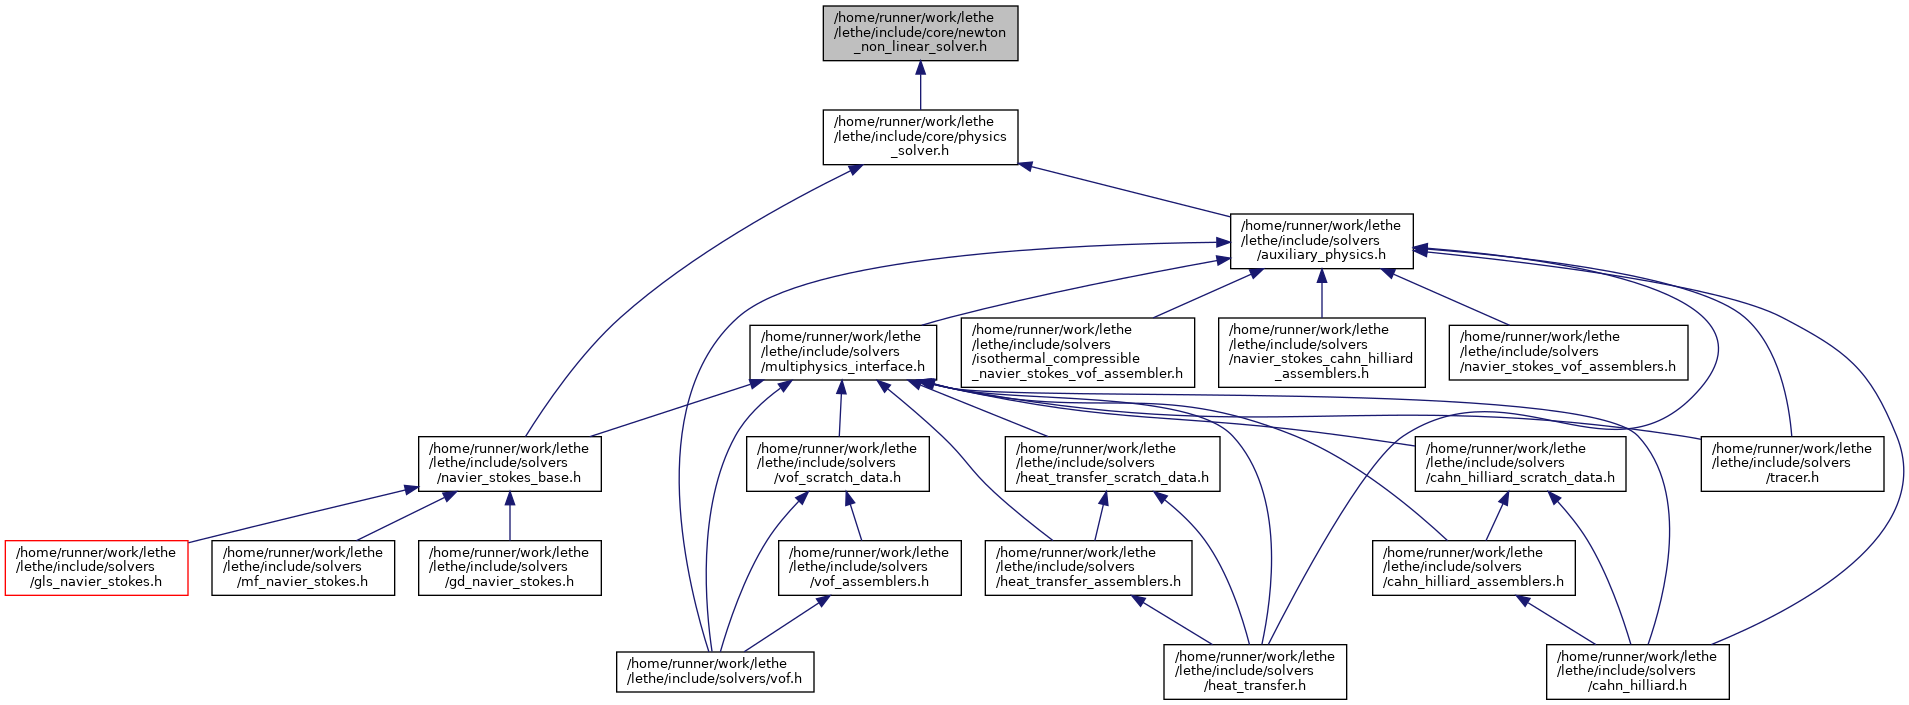 /home/runner/work/lethe
/lethe/include/core/newton
_non_linear_solver.h
/home/runner/work/lethe
/lethe/include/core/physics
_solver.h
/home/runner/work/lethe
/lethe/include/solvers
/auxiliary_physics.h
/home/runner/work/lethe
/lethe/include/solvers
/multiphysics_interface.h
/home/runner/work/lethe
/lethe/include/solvers
/isothermal_compressible
_navier_stokes_vof_assembler.h
/home/runner/work/lethe
/lethe/include/solvers
/navier_stokes_cahn_hilliard
_assemblers.h
/home/runner/work/lethe
/lethe/include/solvers
/navier_stokes_vof_assemblers.h
/home/runner/work/lethe
/lethe/include/solvers
/navier_stokes_base.h
/home/runner/work/lethe
/lethe/include/solvers
/vof_scratch_data.h
/home/runner/work/lethe
/lethe/include/solvers
/heat_transfer_scratch_data.h
/home/runner/work/lethe
/lethe/include/solvers
/cahn_hilliard_scratch_data.h
/home/runner/work/lethe
/lethe/include/solvers
/tracer.h
/home/runner/work/lethe
/lethe/include/solvers
/gls_navier_stokes.h
/home/runner/work/lethe
/lethe/include/solvers
/mf_navier_stokes.h
/home/runner/work/lethe
/lethe/include/solvers
/gd_navier_stokes.h
/home/runner/work/lethe
/lethe/include/solvers
/vof_assemblers.h
/home/runner/work/lethe
/lethe/include/solvers
/heat_transfer_assemblers.h
/home/runner/work/lethe
/lethe/include/solvers
/cahn_hilliard_assemblers.h
/home/runner/work/lethe
/lethe/include/solvers/vof.h
/home/runner/work/lethe
/lethe/include/solvers
/heat_transfer.h
/home/runner/work/lethe
/lethe/include/solvers
/cahn_hilliard.h